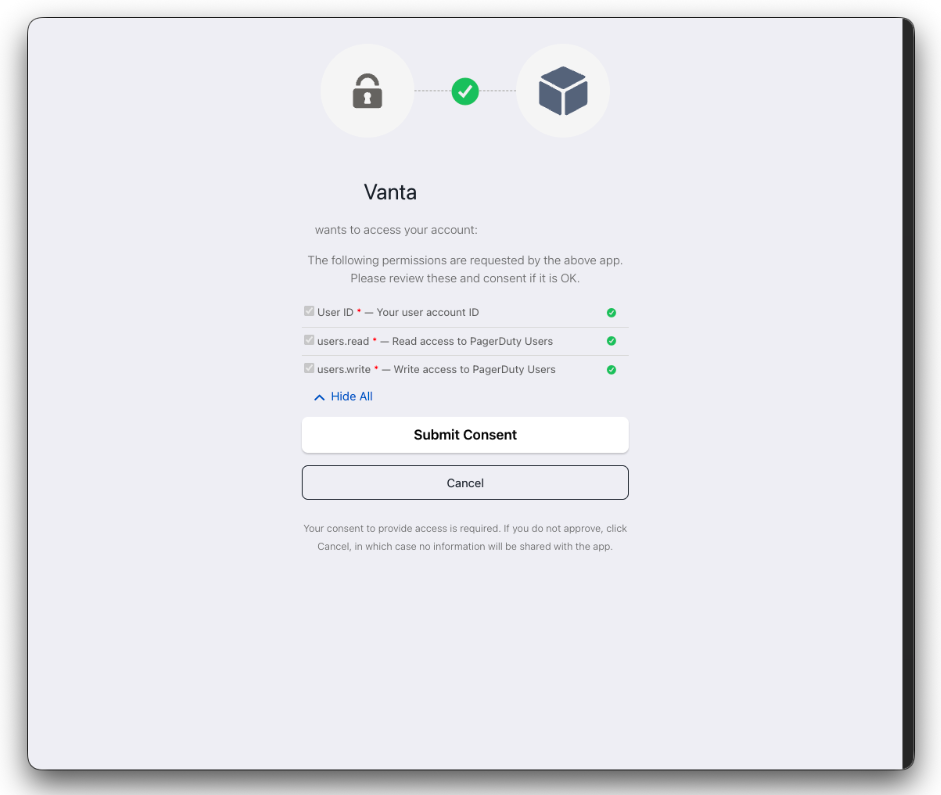 Vanta
wants to access your account:
The following permissions are requested by the above app.
Please review these and consent if it is OK.
User ID * — Your user account ID
users.read * — Read access to PagerDuty Users
users.write * — Write access to PagerDuty Users
Hide All
Submit Consent
Cancel
Your consent to provide access is required. If you do not approve, click
Cancel, in which case no information will be shared with the app.